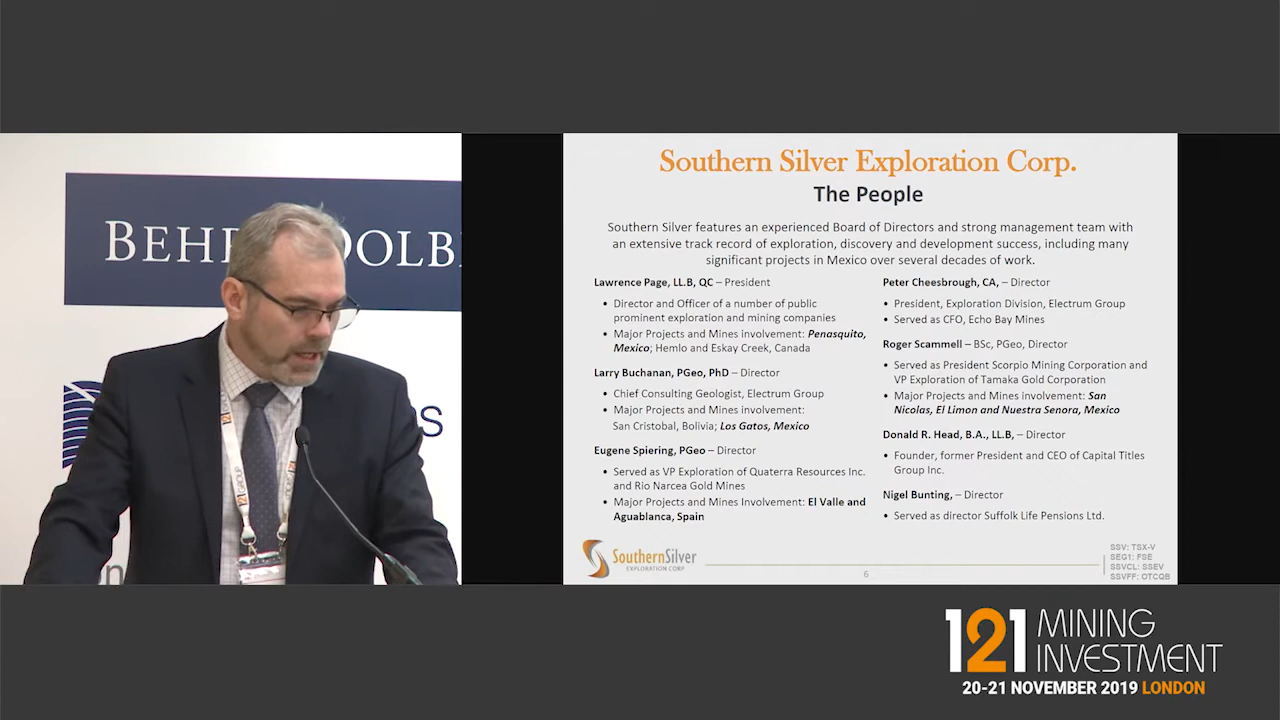 BEHR
DOLB
S
en
121GROUP
Southern Silver Exploration Corp.
The People
Southern Silver features an experienced Board of Directors and strong management team with
an extensive track record of exploration, discovery and development success, including many
significant projects in Mexico over several decades of work.
Lawrence Page, LL.B, QC – President
• Director and Officer of a number of public
prominent exploration and mining companies
• Major Projects and Mines involvement: Penasquito,
Mexico; Hemlo and Eskay Creek, Canada
Larry Buchanan, PGeo, PhD – Director
• Chief Consulting Geologist, Electrum Group
• Major Projects and Mines involvement:
San Cristobal, Bolivia; Los Gatos, Mexico
Eugene Spiering, PGeo – Director
• Served as VP Exploration of Quaterra Resources Inc.
and Rio Narcea Gold Mines
• Major Projects and Mines Involvement: El Valle and
Aguablanca, Spain
Peter Cheesbrough, CA, – Director
• President, Exploration Division, Electrum Group
• Served as CFO, Echo Bay Mines
Roger Scammell – BSc, PGeo, Director
• Served as President Scorpio Mining Corporation and
VP Exploration of Tamaka Gold Corporation
• Major Projects and Mines involvement: San
Nicolas, El Limon and Nuestra Senora, Mexico
Donald R. Head, B.A., LL.B, – Director
• Founder, former President and CEO of Capital Titles
Group Inc.
Nigel Bunting, – Director
• Served as director Suffolk Life Pensions Ltd.
SouthernSilver
EXPLORATION CORP
6
SSV: TSX-V
SEG1: FSE
SSVCL: SSEV
SSVFF: OTCQB
121 MINING
INVESTMENT
20-21 NOVEMBER 2019 LONDON